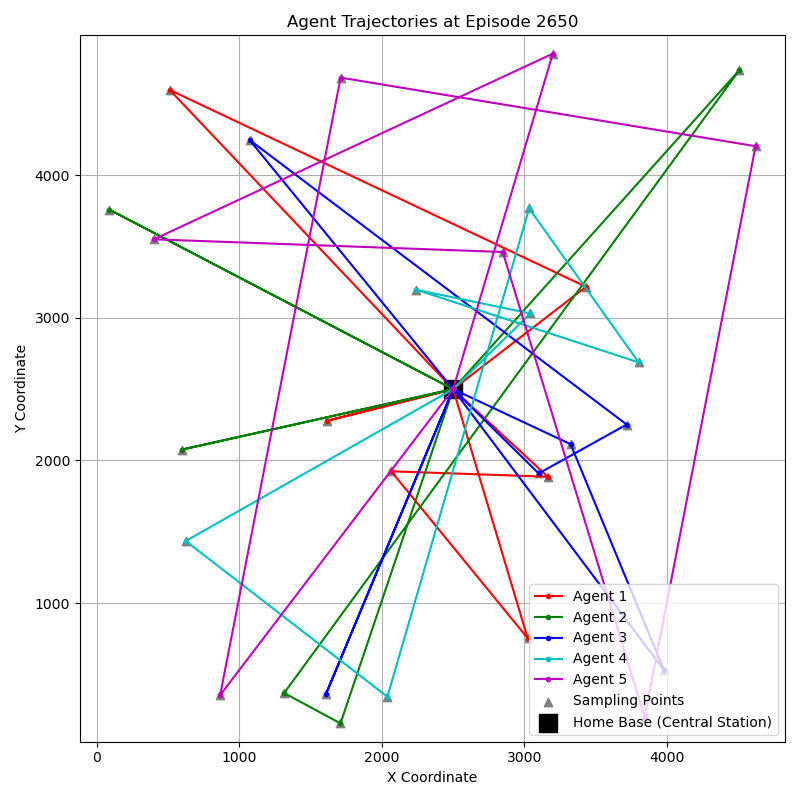 Agent Trajectories at Episode 2650
Y Coordinate
4000
3000
2000
1000
0
1000
2000
3000
4000
X Coordinate
Agent 1
Agent 2
Agent 3
Agent 4
Agent 5
Sampling Points
Home Base (Central Station)